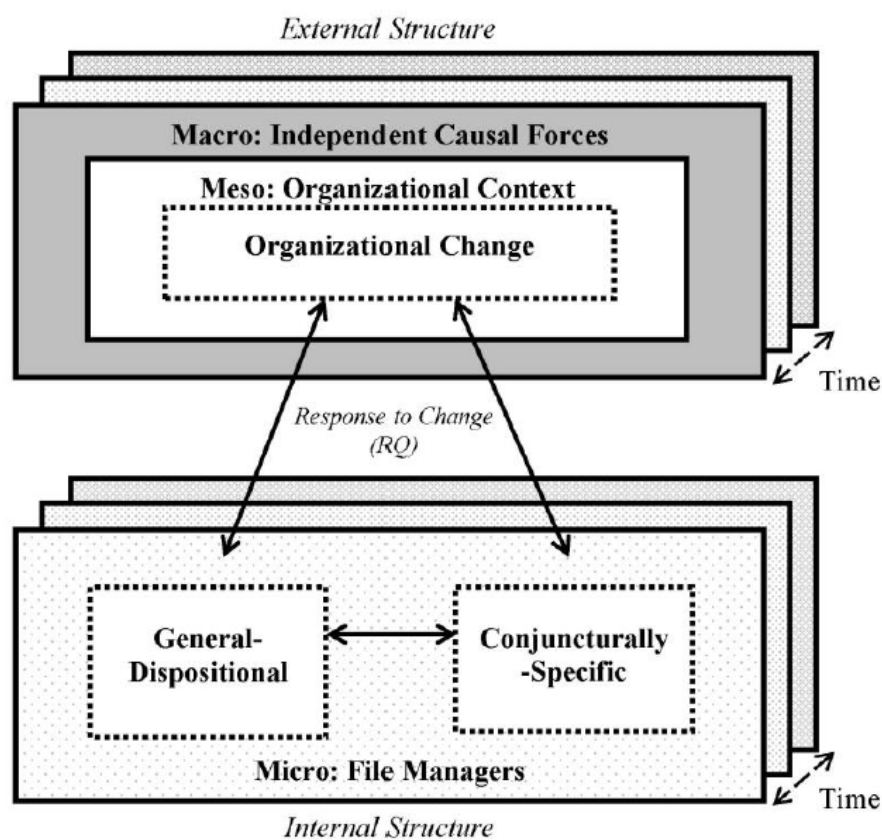 External Structure
Macro: Independent Causal Forces
Meso: Organizational Context
Organizational Change
Time
Response to Change
(RQ)
General-
Dispositional
Conjuncturally
-Specific
Micro: File Managers
Time
Internal Structure